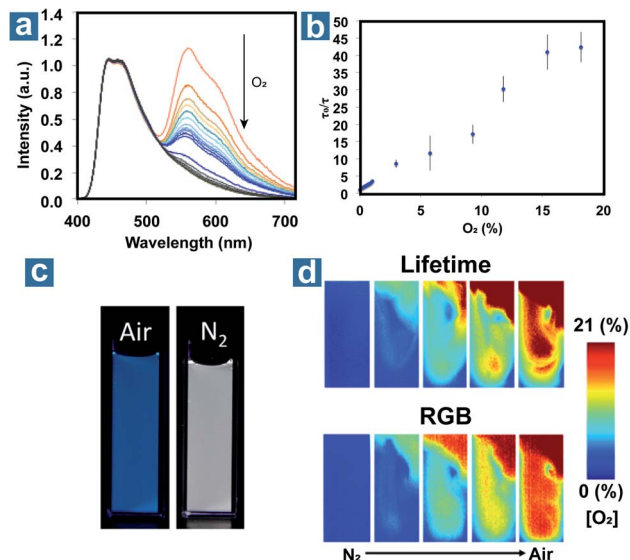 a
1.4
1.2
1.0
0.8
0.6
0.4
0.2
0.0
400 500 600 700
Intensity (a.u.)
Wavelength (nm)
O₂
b
50
45
40
35
30
25
20
15
10
5
0
0 5 10 15 20
τ₀/τ
O₂ (%)
c
Air
N₂
d
Lifetime
21 (%)
RGB
0 (%)
[O₂]
N₂ Air